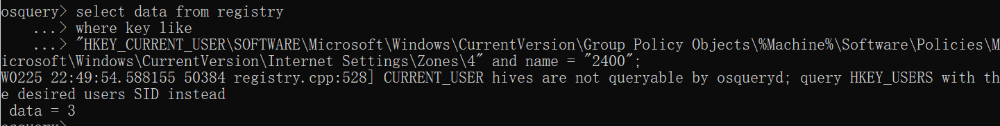 osquery> select data from registry
...> where key like
...> "HKEY_CURRENT_USER\SOFTWARE\Microsoft\Windows\CurrentVersion\Group Policy Objects\%Machine%\Software\Policies\M
icrosoft\Windows\CurrentVersion\Internet Settings\Zones\4" and name = "2400";
W0225 22:49:54.588155 50384 registry.cpp:528] CURRENT_USER hives are not queryable by osqueryd; query HKEY_USERS with th
e desired users SID instead
data = 3
osquery>